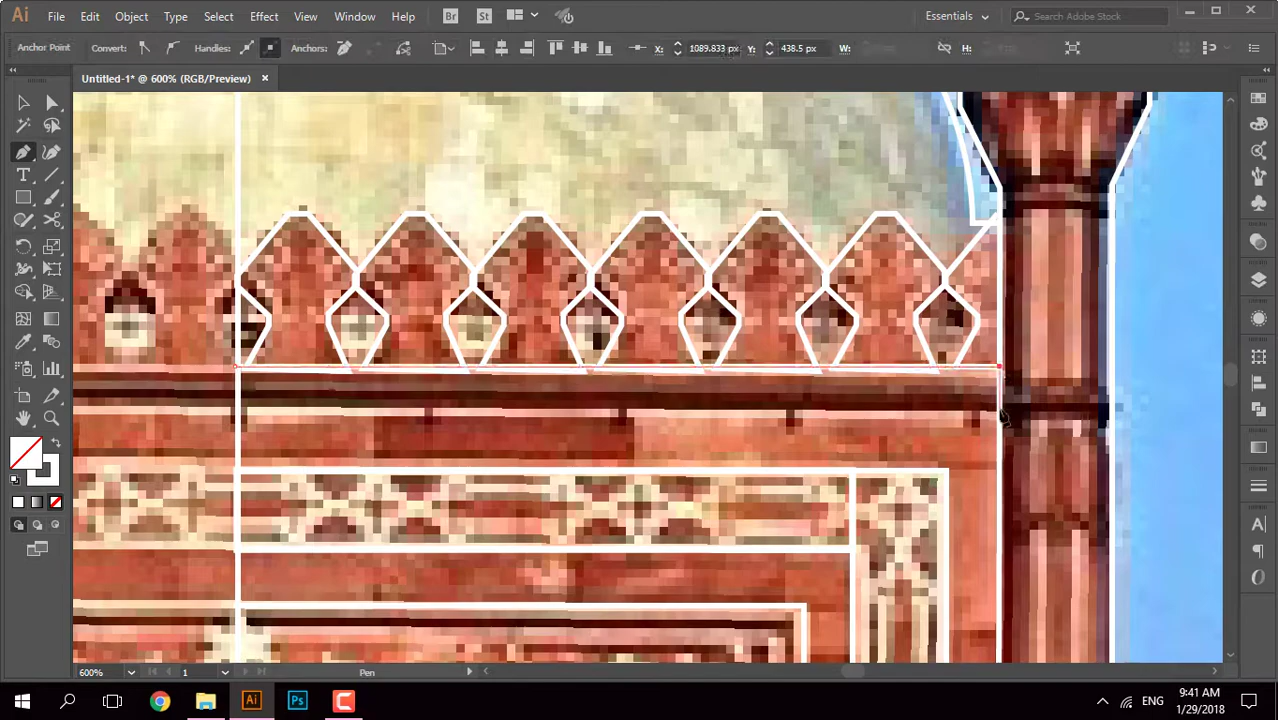 Ai File Edit Object Type Select Effect View Window Help Br St Essentials Search Adobe Stock
Anchor Point Convert: Handles: Anchors: X: 1089.833 px Y: 438.5 px W: H:
Untitled-1* @ 600% (RGB/Preview) ×
600% 1 Pen
Ai Ps ENG 9:41 AM
1/29/2018